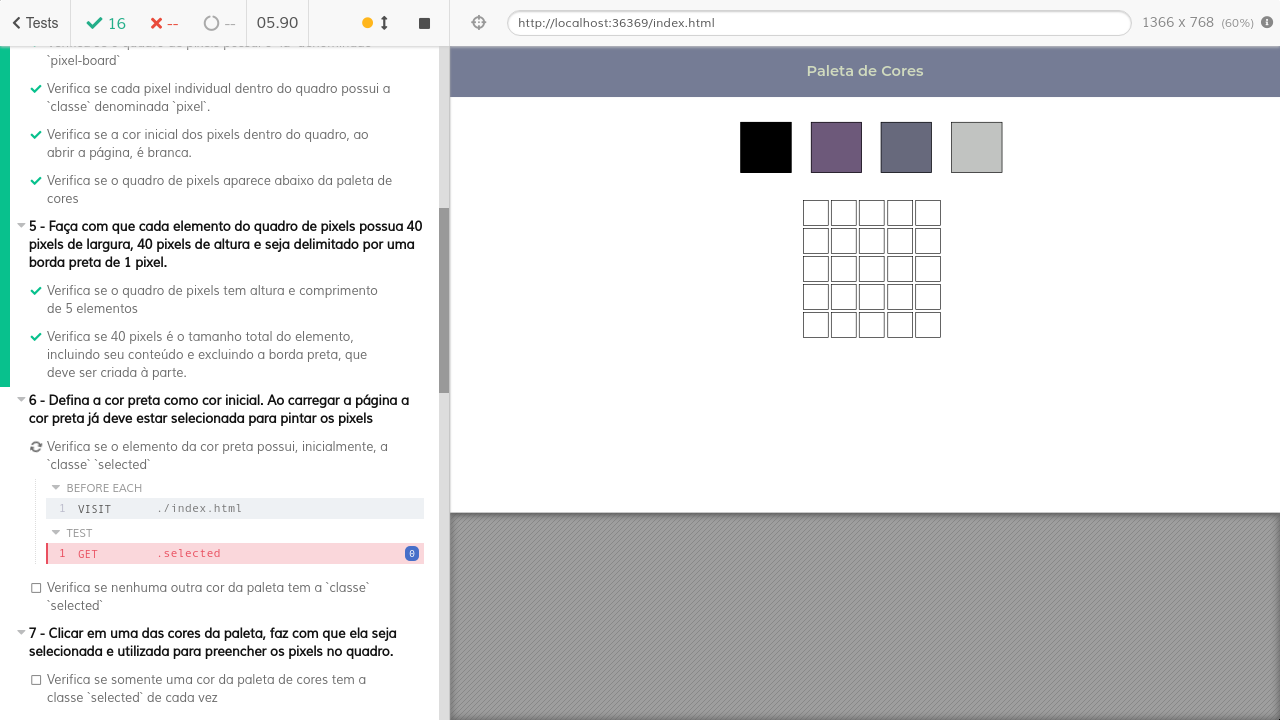 Tests
16
--
--
05.90
http://localhost:36369/index.html
1366 x 768 (60%)
`pixel-board`
Verifica se cada pixel individual dentro do quadro possui a
`classe` denominada `pixel`.
Verifica se a cor inicial dos pixels dentro do quadro, ao
abrir a página, é branca.
Verifica se o quadro de pixels aparece abaixo da paleta de
cores
5 - Faça com que cada elemento do quadro de pixels possua 40
pixels de largura, 40 pixels de altura e seja delimitado por uma
borda preta de 1 pixel.
Verifica se o quadro de pixels tem altura e comprimento
de 5 elementos
Verifica se 40 pixels é o tamanho total do elemento,
incluindo seu conteúdo e excluindo a borda preta, que
deve ser criada à parte.
6 - Defina a cor preta como cor inicial. Ao carregar a página a
cor preta já deve estar selecionada para pintar os pixels
Verifica se o elemento da cor preta possui, inicialmente, a
`classe` `selected`
BEFORE EACH
1 VISIT ./index.html
TEST
1 GET .selected 0
Verifica se nenhuma outra cor da paleta tem a `classe`
`selected`
7 - Clicar em uma das cores da paleta, faz com que ela seja
selecionada e utilizada para preencher os pixels no quadro.
Verifica se somente uma cor da paleta de cores tem a
classe `selected` de cada vez
Paleta de Cores